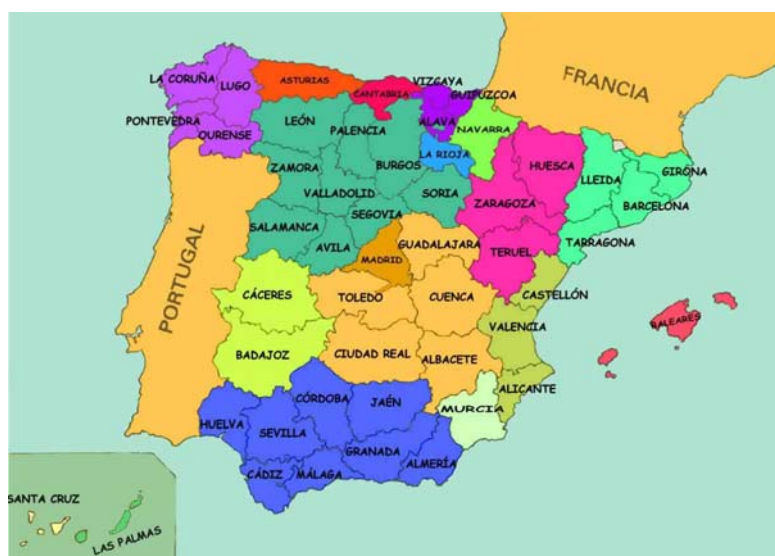 LA CORUÑA
LUGO
ASTURIAS
CANTABRIA
VIZCAYA
GUIPUZCOA
FRANCIA
PONTEVEDRA
OURENSE
LEÓN
PALENCIA
BURGOS
ALAVA
NAVARRA
LA RIOJA
HUESCA
LLEIDA
GIRONA
ZAMORA
VALLADOLID
SORIA
ZARAGOZA
BARCELONA
SALAMANCA
SEGOVIA
AVILA
MADRID
GUADALAJARA
TERUEL
TARRAGONA
PORTUGAL
CÁCERES
TOLEDO
CUENCA
CASTELLÓN
BALEARES
VALENCIA
BADAJOZ
CIUDAD REAL
ALBACETE
ALICANTE
MURCIA
HUELVA
SEVILLA
CÓRDOBA
JAÉN
GRANADA
ALMERÍA
CÁDIZ
MÁLAGA
SANTA CRUZ
LAS PALMAS